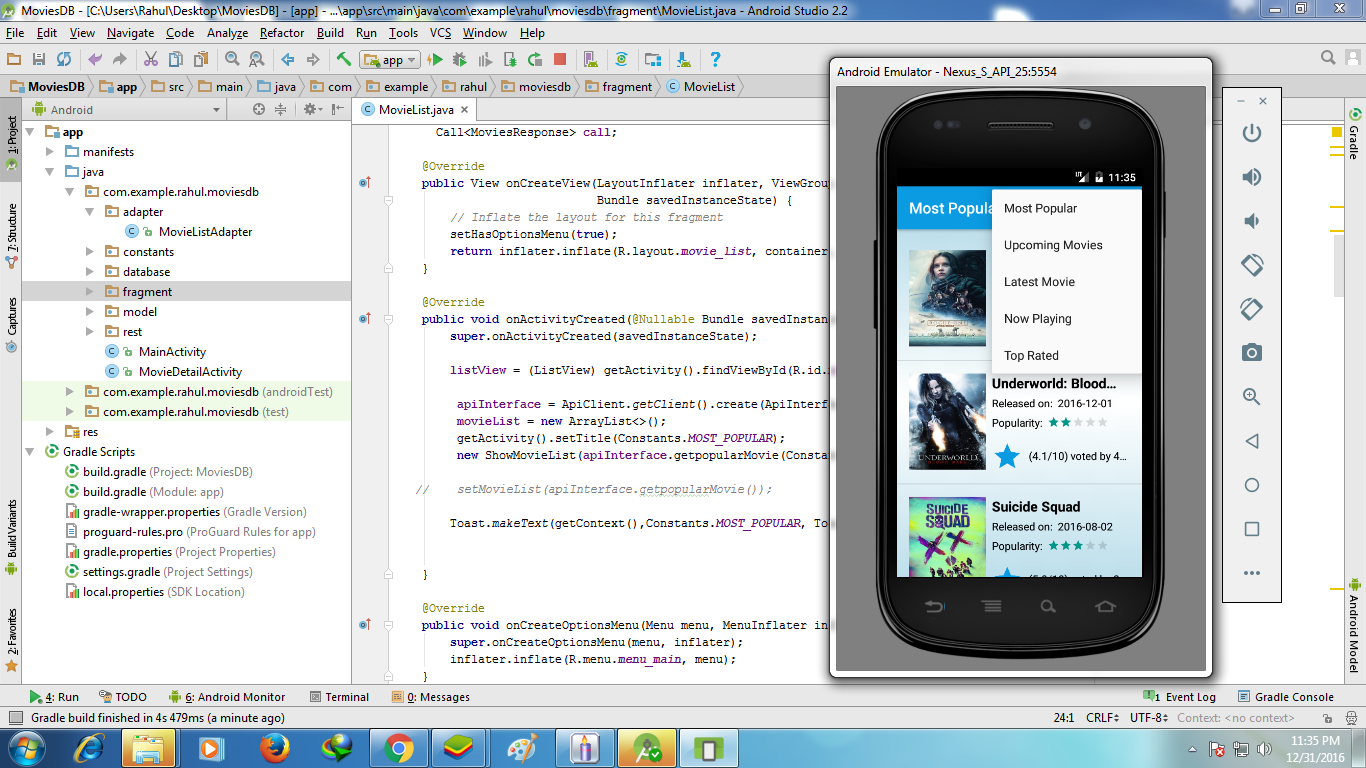 MoviesDB - [C:\Users\Rahul\Desktop\MoviesDB] - [app] - ...\app\src\main\java\com\example\rahul\moviesdb\fragment\MovieList.java - Android Studio 2.2
File Edit View Navigate Code Analyze Refactor Build Run Tools VCS Window Help
app
MoviesDB app src main java com example rahul moviesdb fragment MovieList
Android
MovieList.java
1: Project
7: Structure
Captures
Build Variants
2: Favorites
app
manifests
java
com.example.rahul.moviesdb
adapter
MovieListAdapter
constants
database
fragment
model
rest
MainActivity
MovieDetailActivity
com.example.rahul.moviesdb (androidTest)
com.example.rahul.moviesdb (test)
res
Gradle Scripts
build.gradle (Project: MoviesDB)
build.gradle (Module: app)
gradle-wrapper.properties (Gradle Version)
proguard-rules.pro (ProGuard Rules for app)
gradle.properties (Project Properties)
settings.gradle (Project Settings)
local.properties (SDK Location)
Call<MoviesResponse> call;
@Override
public View onCreateView(LayoutInflater inflater, ViewGroup
Bundle savedInstanceState) {
// Inflate the layout for this fragment
setHasOptionsMenu(true);
return inflater.inflate(R.layout.movie_list, container
}
@Override
public void onActivityCreated(@Nullable Bundle savedInstan
super.onActivityCreated(savedInstanceState);
listView = (ListView) getActivity().findViewById(R.id.
apiInterface = ApiClient.getClient().create(ApiInterf
movieList = new ArrayList<>();
getActivity().setTitle(Constants.MOST_POPULAR);
new ShowMovieList(apiInterface.getpopularMovie(Consta
// setMovieList(apiInterface.getpopularMovie());
Toast.makeText(getContext(),Constants.MOST_POPULAR, To
}
@Override
public void onCreateOptionsMenu(Menu menu, MenuInflater in
super.onCreateOptionsMenu(menu, inflater);
inflater.inflate(R.menu.menu_main, menu);
}
Android Emulator - Nexus_S_API_25:5554
LTE 11:35
Most Popula
Most Popular
Upcoming Movies
Latest Movie
Now Playing
Top Rated
UNDERWORLD
Underworld: Blood...
Released on: 2016-12-01
Popularity:
(4.1/10) voted by 4...
SUICIDE
SQUAD
Suicide Squad
Released on: 2016-08-02
Popularity:
Gradle
Android Model
4: Run TODO 6: Android Monitor Terminal 0: Messages 1 Event Log Gradle Console
Gradle build finished in 4s 479ms (a minute ago) 24:1 CRLF UTF-8 Context: <no context>
11:35 PM
12/31/2016